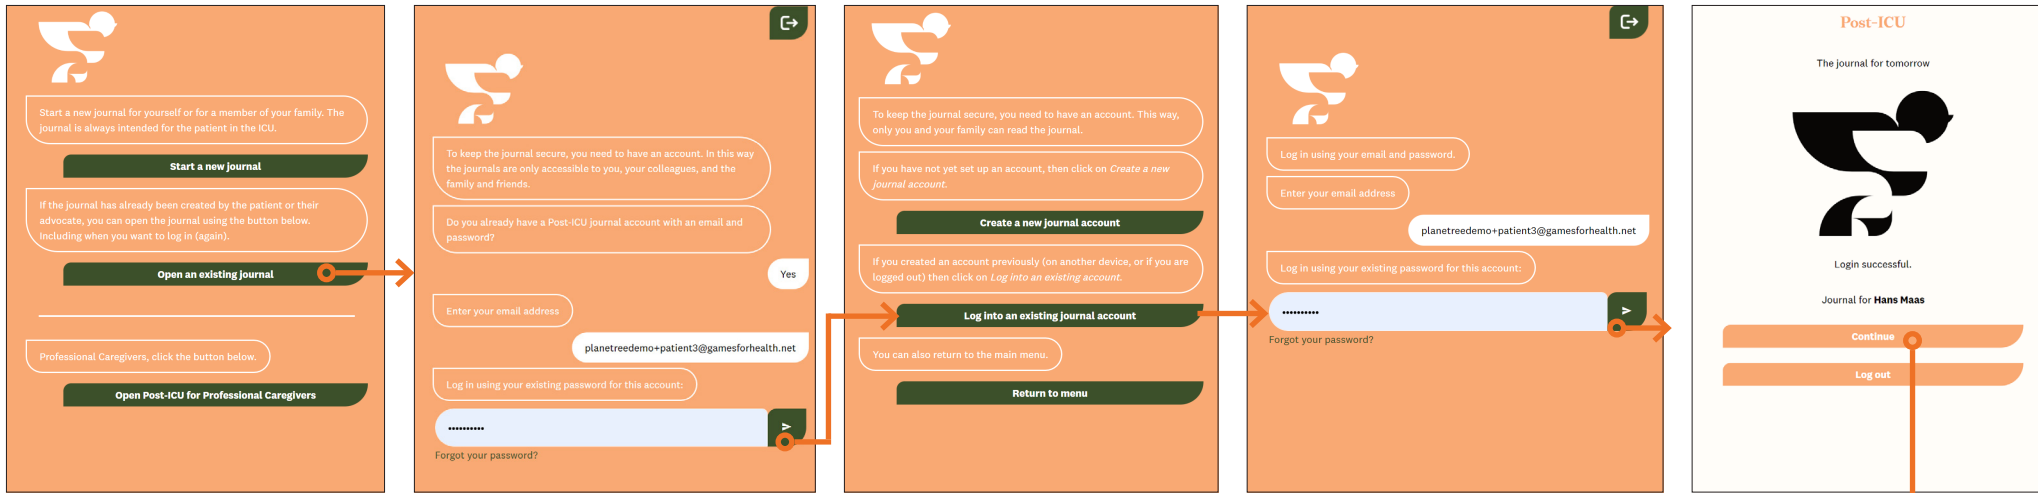 Start a new journal for yourself or for a member of your family. The
journal is always intended for the patient in the ICU.
Start a new journal
If the journal has already been created by the patient or their
advocate, you can open the journal using the button below.
Including when you want to log in (again).
Open an existing journal
Professional Caregivers, click the button below.
Open Post-ICU for Professional Caregivers
To keep the journal secure, you need to have an account. In this way
the journals are only accessible to you, your colleagues, and the
family and friends.
Do you already have a Post-ICU journal account with an email and
password?
Yes
Enter your email address
planetreedemo+patient3@gamesforhealth.net
Log in using your existing password for this account:
••••••••••
Forgot your password?
To keep the journal secure, you need to have an account. This way,
only you and your family can read the journal.
If you have not yet set up an account, then click on Create a new
journal account.
Create a new journal account
If you created an account previously (on another device, or if you are
logged out) then click on Log into an existing account.
Log into an existing journal account
You can also return to the main menu.
Return to menu
Log in using your email and password.
Enter your email address
planetreedemo+patient3@gamesforhealth.net
Log in using your existing password for this account:
••••••••••
Forgot your password?
Post-ICU
The journal for tomorrow
Login successful.
Journal for Hans Maas
Continue
Log out